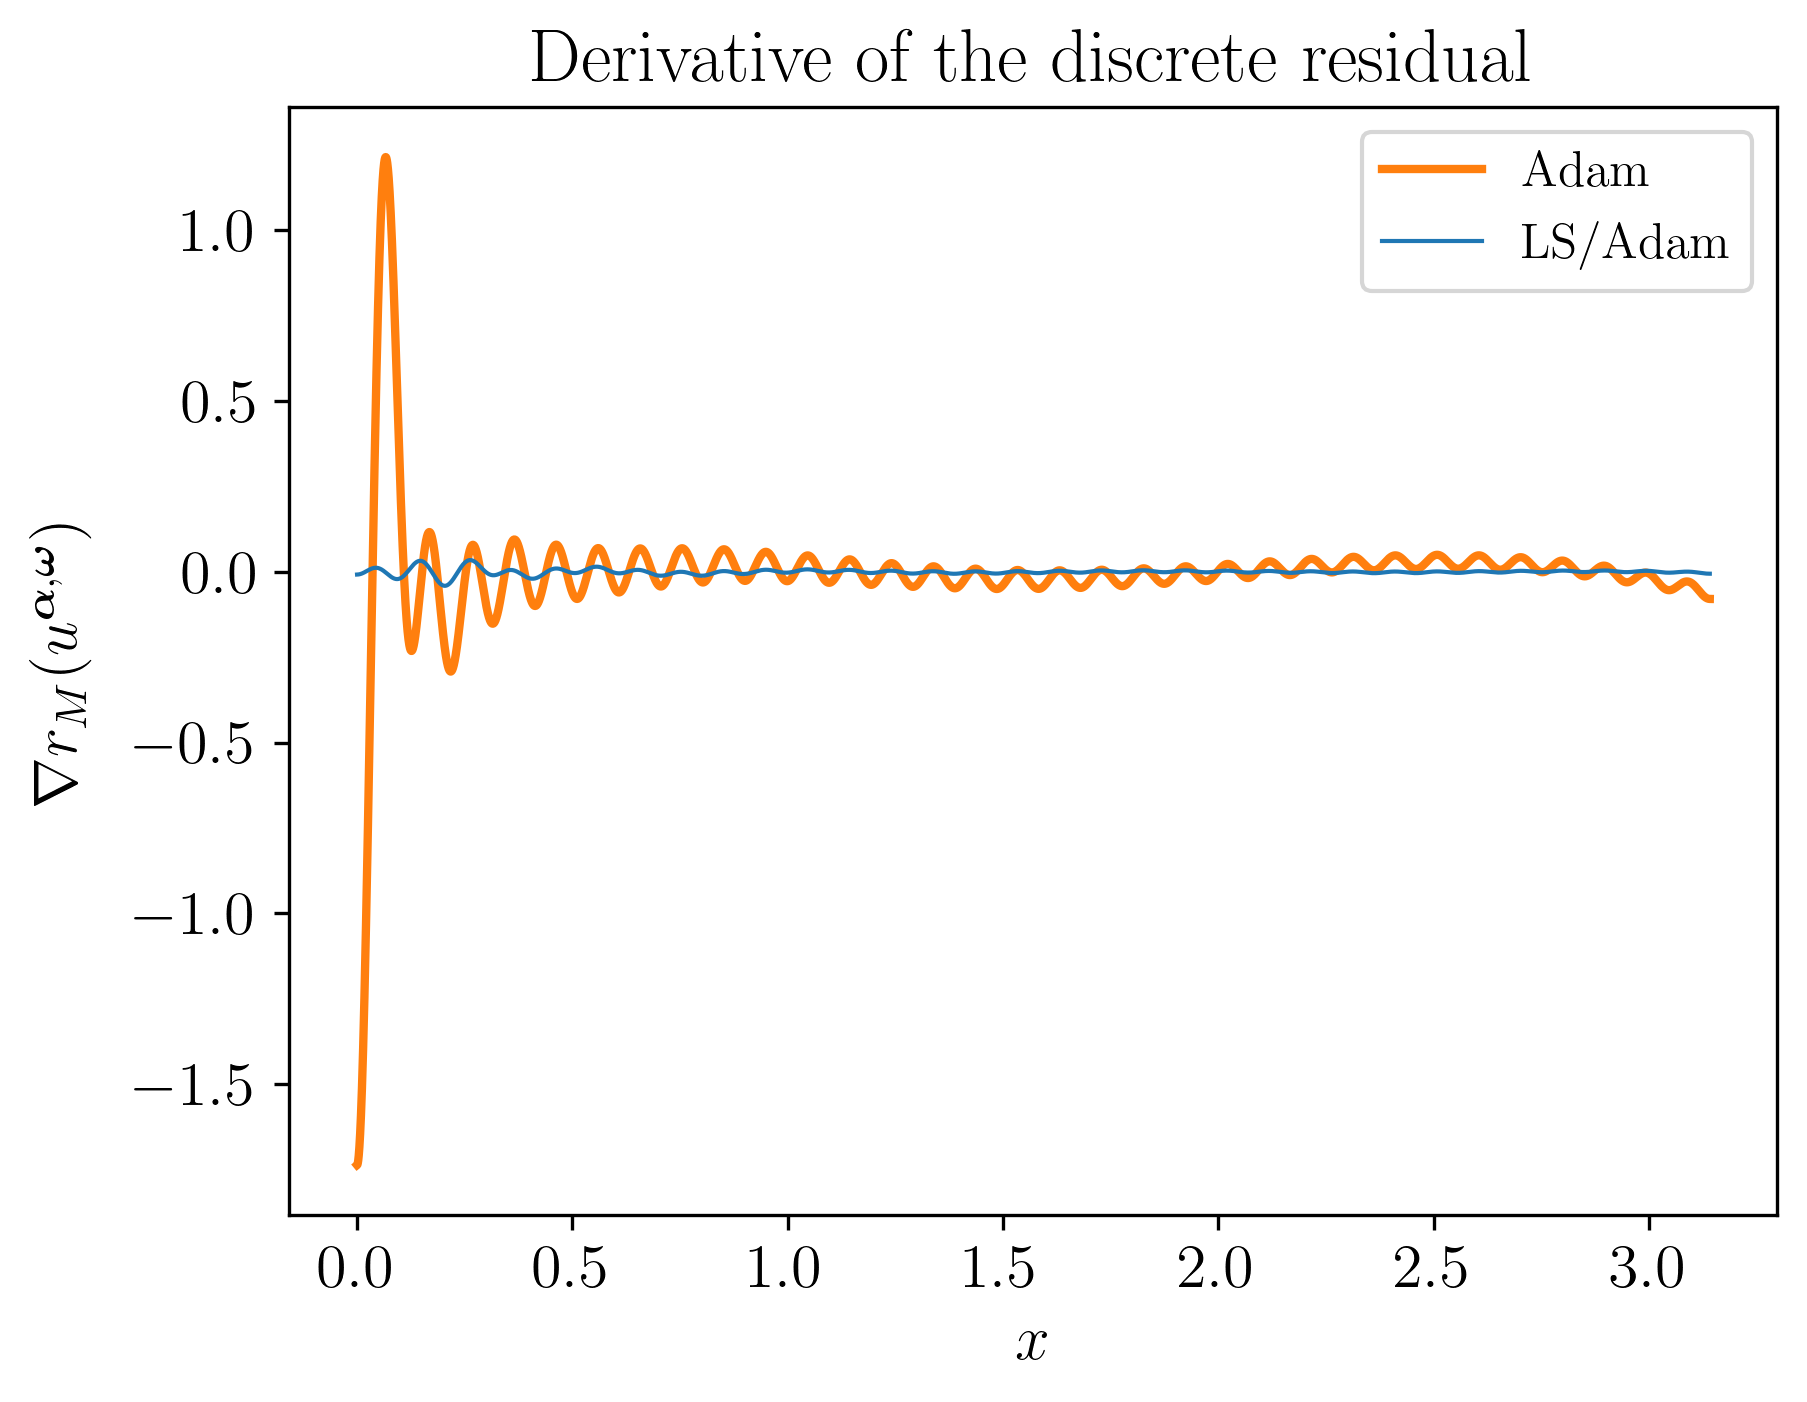 Derivative of the discrete residual
Adam
LS/Adam
∇r_M(u^{α,ω})
1.0
0.5
0.0
−0.5
−1.0
−1.5
0.0 0.5 1.0 1.5 2.0 2.5 3.0
x